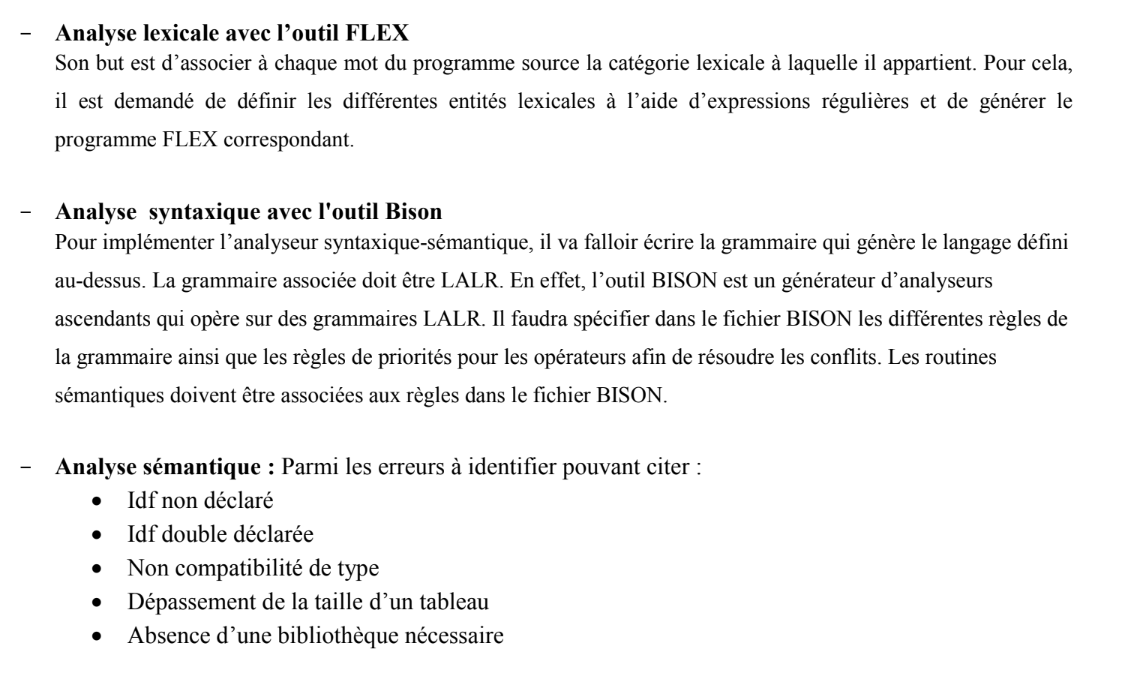 - Analyse lexicale avec l’outil FLEX
Son but est d’associer à chaque mot du programme source la catégorie lexicale à laquelle il appartient. Pour cela,
il est demandé de définir les différentes entités lexicales à l’aide d’expressions régulières et de générer le
programme FLEX correspondant.
- Analyse syntaxique avec l'outil Bison
Pour implémenter l’analyseur syntaxique-sémantique, il va falloir écrire la grammaire qui génère le langage défini
au-dessus. La grammaire associée doit être LALR. En effet, l’outil BISON est un générateur d’analyseurs
ascendants qui opère sur des grammaires LALR. Il faudra spécifier dans le fichier BISON les différentes règles de
la grammaire ainsi que les règles de priorités pour les opérateurs afin de résoudre les conflits. Les routines
sémantiques doivent être associées aux règles dans le fichier BISON.
- Analyse sémantique : Parmi les erreurs à identifier pouvant citer :
• Idf non déclaré
• Idf double déclarée
• Non compatibilité de type
• Dépassement de la taille d’un tableau
• Absence d’une bibliothèque nécessaire